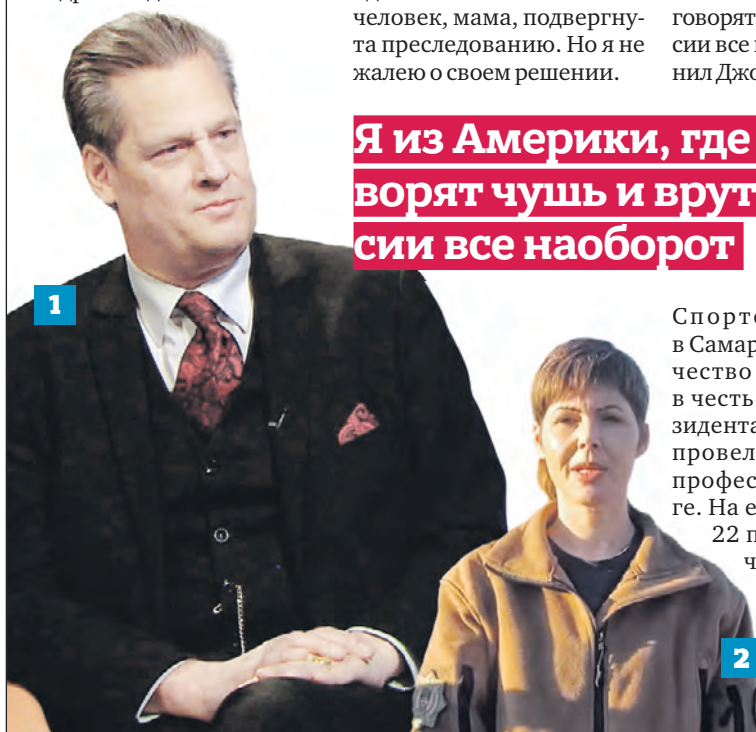 человек, мама, подвергну-
та преследованию. Но я не
жалею о своем решении.
говорят
сии все
нил Джо
Я из Америки, где
ворят чушь и врут
сии все наоборот
1
Спорт
в Самар
чество
в честь
зидента
провел
профес
ге. На е
22 п
ч
2